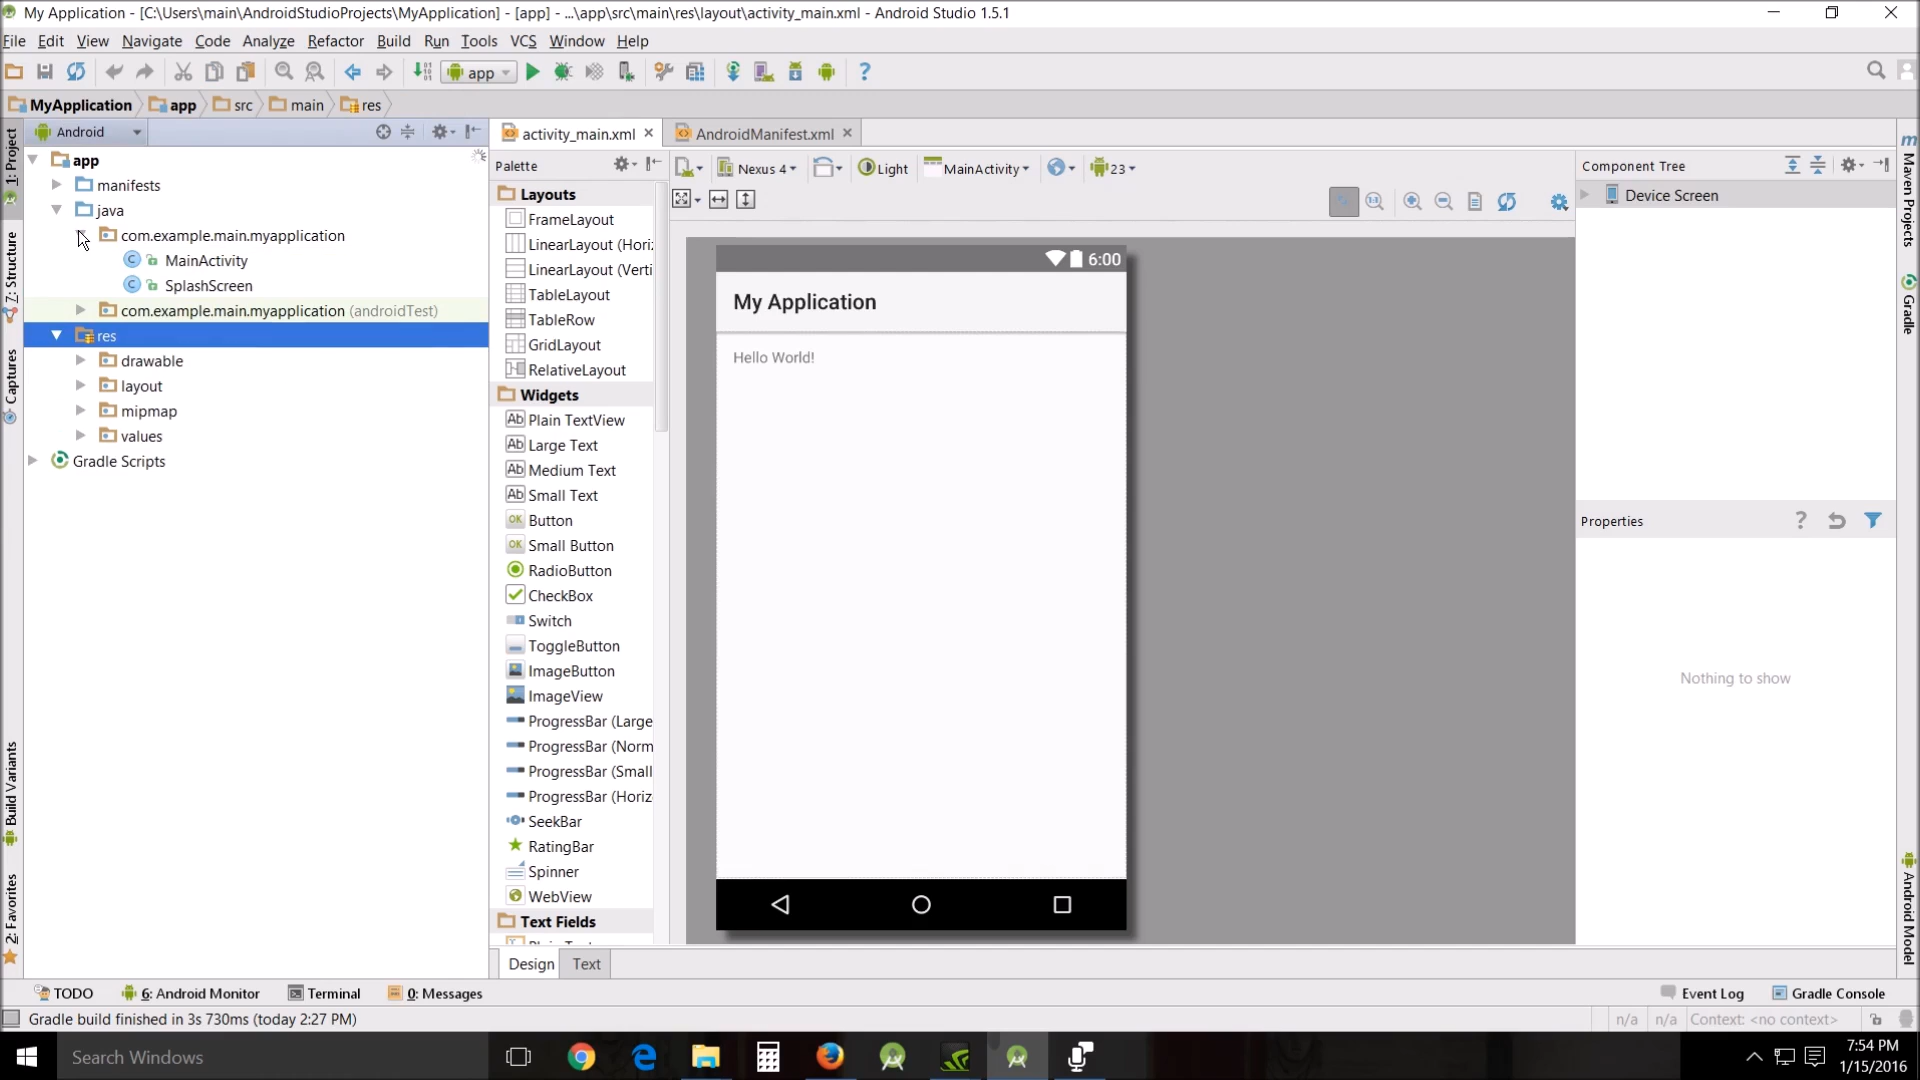 My Application - [C:\Users\main\AndroidStudioProjects\MyApplication] - [app] - ...\app\src\main\res\layout\activity_main.xml - Android Studio 1.5.1
File Edit View Navigate Code Analyze Refactor Build Run Tools VCS Window Help
app
MyApplication app src main res
Android
activity_main.xml
AndroidManifest.xml
1: Project
7: Structure
Captures
Build Variants
2: Favorites
app
manifests
java
com.example.main.myapplication
MainActivity
SplashScreen
com.example.main.myapplication (androidTest)
res
drawable
layout
mipmap
values
Gradle Scripts
Palette
Layouts
FrameLayout
LinearLayout (Hori
LinearLayout (Verti
TableLayout
TableRow
GridLayout
RelativeLayout
Widgets
Ab Plain TextView
Ab Large Text
Ab Medium Text
Ab Small Text
OK Button
OK Small Button
RadioButton
CheckBox
Switch
ToggleButton
ImageButton
ImageView
ProgressBar (Large
ProgressBar (Norm
ProgressBar (Small
ProgressBar (Horiz
SeekBar
RatingBar
Spinner
WebView
Text Fields
Nexus 4 Light MainActivity 23
6:00
My Application
Hello World!
Design Text
Component Tree
Device Screen
Properties
Nothing to show
Maven Projects
Gradle
Android Model
TODO 6: Android Monitor Terminal 0: Messages Event Log Gradle Console
Gradle build finished in 3s 730ms (today 2:27 PM) n/a n/a Context: <no context>
Search Windows
7:54 PM
1/15/2016